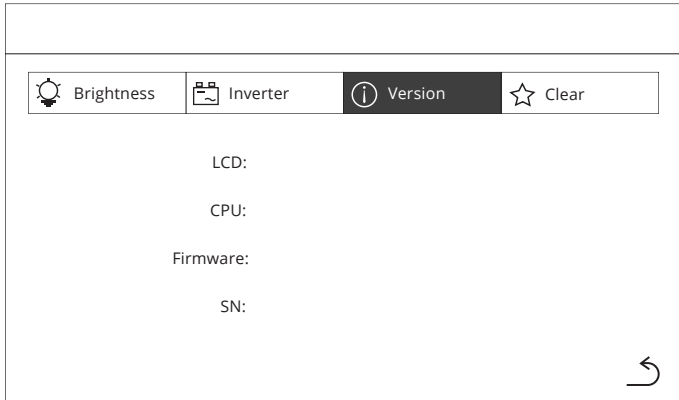 Brightness Inverter Version Clear
LCD:
CPU:
Firmware:
SN: